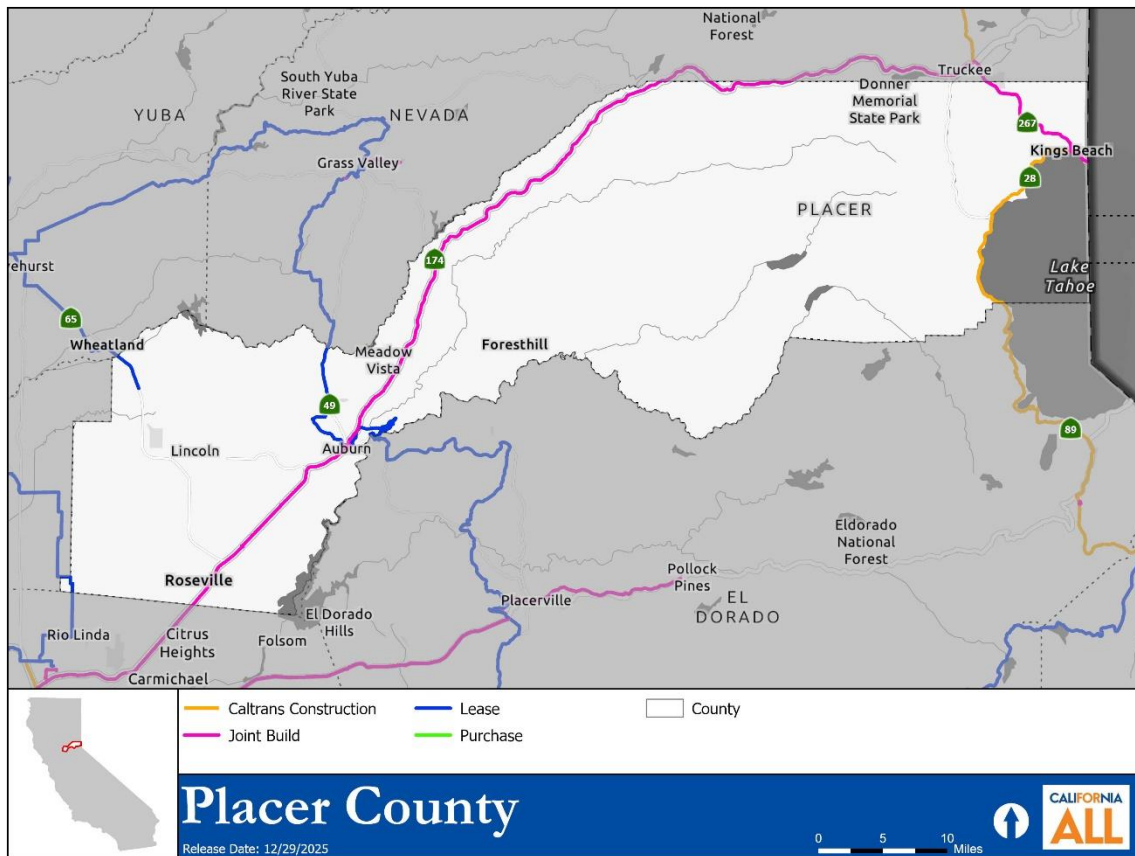 National
Forest
Truckee
South Yuba
River State
Park
Donner
Memorial
State Park
YUBA
NEVADA
267
Grass Valley
Kings Beach
28
PLACER
174
vehurst
Lake
Tahoe
65
Wheatland
Meadow
Vista
Foresthill
49
89
Lincoln
Auburn
Eldorado
National
Forest
Roseville
Pollock
Pines
Placerville
EL
DORADO
El Dorado
Hills
Rio Linda
Citrus
Heights
Folsom
Carmichael
Caltrans Construction
Lease
County
Joint Build
Purchase
Placer County
Release Date: 12/29/2025
0 5 10
Miles
CALIFORNIA
ALL